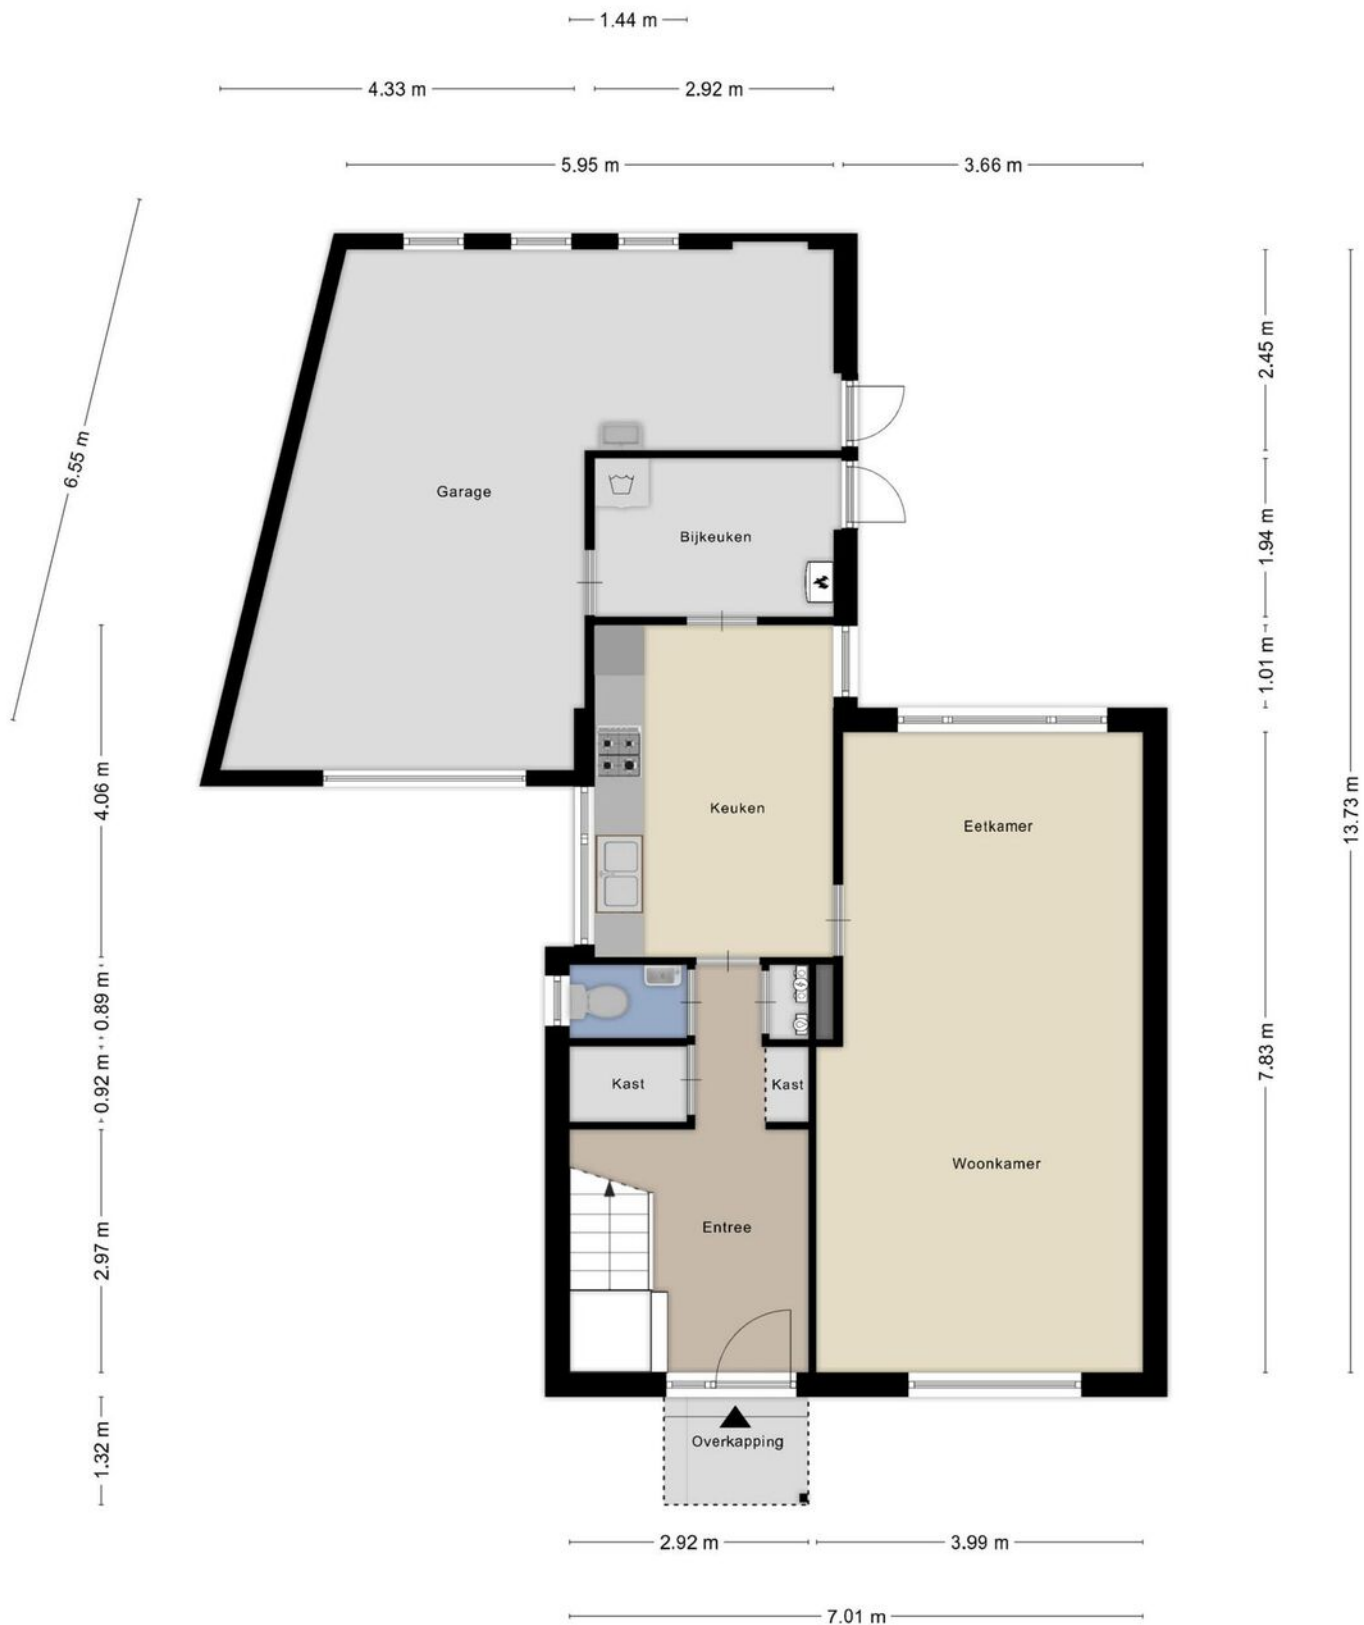 1.44 m
4.33 m
2.92 m
5.95 m
3.66 m
6.55 m
2.45 m
13.73 m
Garage
Bijkeuken
1.94 m
1.01 m
4.06 m
Keuken
Eetkamer
0.89 m
0.92 m
Kast
Kast
7.83 m
Woonkamer
2.97 m
Entree
1.32 m
Overkapping
2.92 m
3.99 m
7.01 m